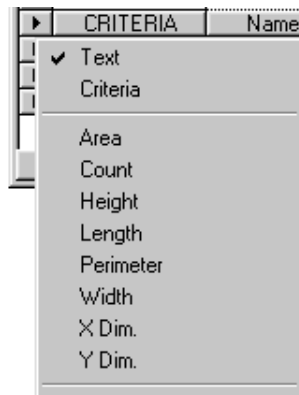 CRITERIA Name
Text
Criteria
Area
Count
Height
Length
Perimeter
Width
X Dim.
Y Dim.